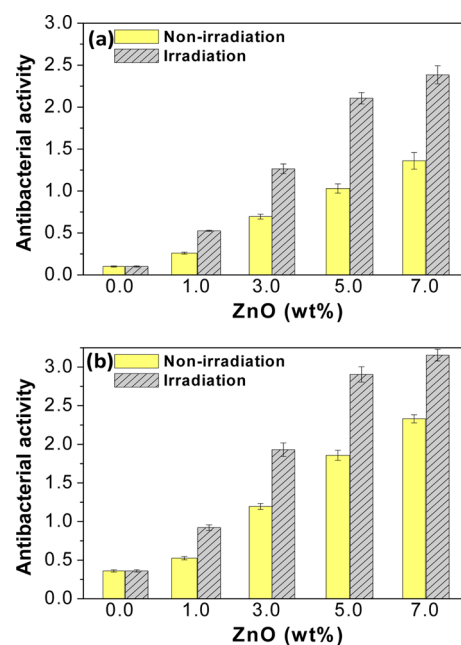 (a)
Non-irradiation
Irradiation
Antibacterial activity
3.0
2.5
2.0
1.5
1.0
0.5
0.0
0.0 1.0 3.0 5.0 7.0
ZnO (wt%)
(b)
Non-irradiation
Irradiation
Antibacterial activity
3.0
2.5
2.0
1.5
1.0
0.5
0.0
0.0 1.0 3.0 5.0 7.0
ZnO (wt%)